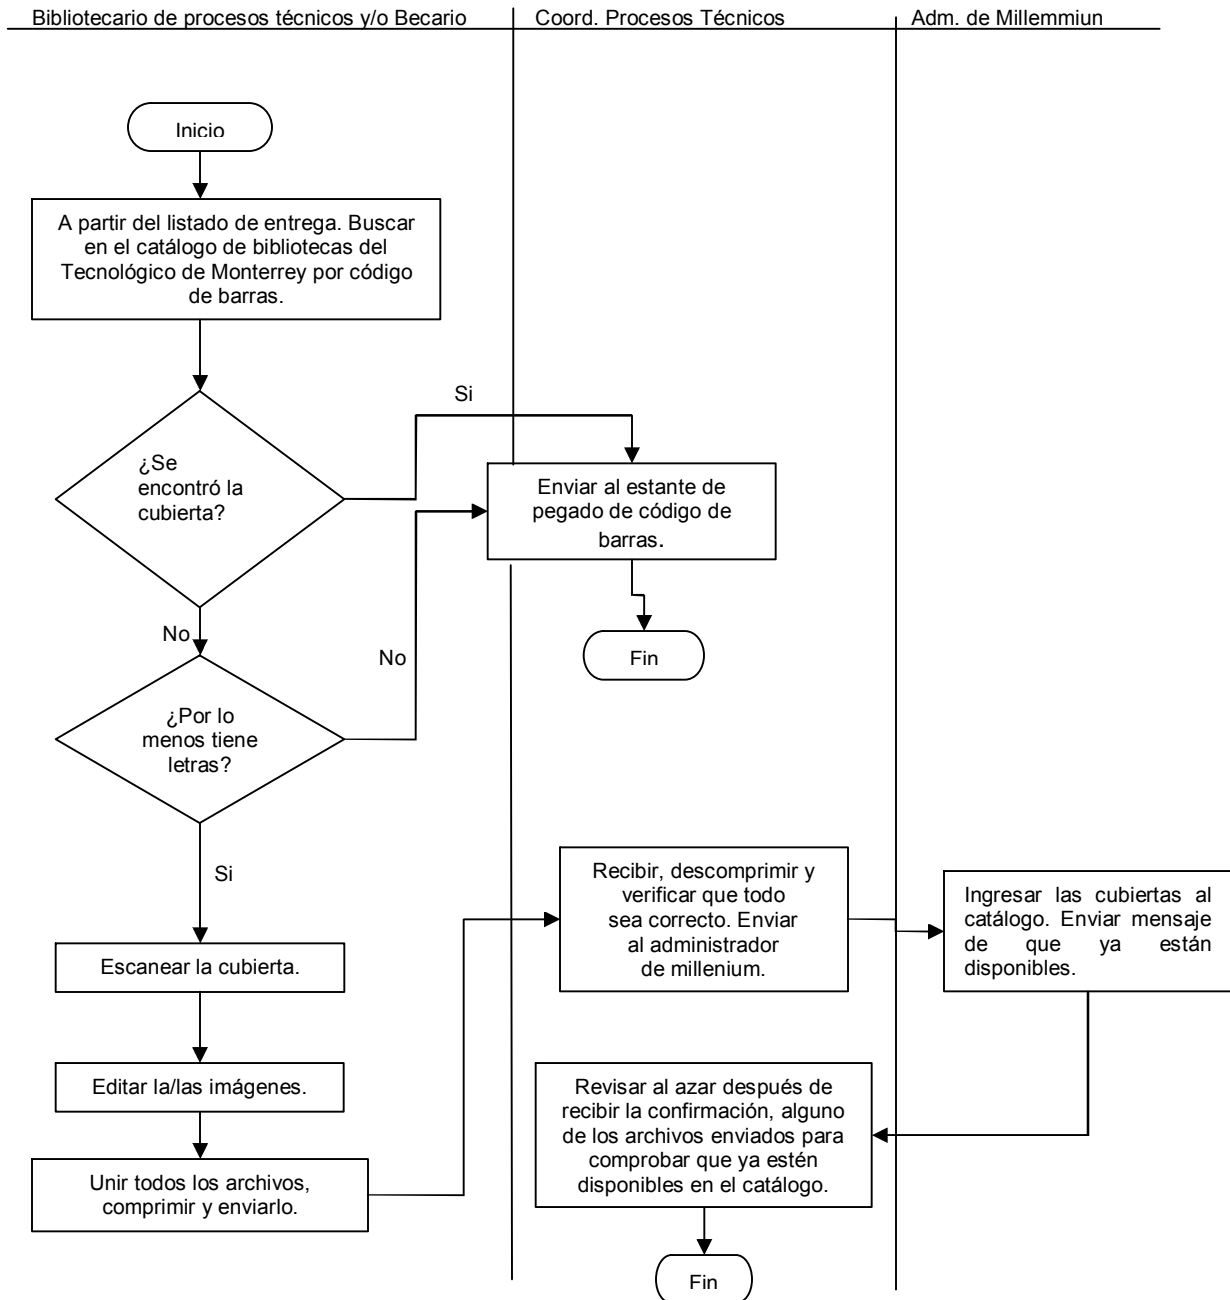 Bibliotecario de procesos técnicos y/o Becario
Coord. Procesos Técnicos
Adm. de Millemmiun
Inicio
A partir del listado de entrega. Buscar
en el catálogo de bibliotecas del
Tecnológico de Monterrey por código
de barras.
¿Se
encontró la
cubierta?
Si
Enviar al estante de
pegado de código de
barras.
Fin
No
¿Por lo
menos tiene
letras?
No
Si
Escanear la cubierta.
Editar la/las imágenes.
Unir todos los archivos,
comprimir y enviarlo.
Recibir, descomprimir y
verificar que todo
sea correcto. Enviar
al administrador
de millenium.
Ingresar las cubiertas al
catálogo. Enviar mensaje
de que ya están
disponibles.
Revisar al azar después de
recibir la confirmación, alguno
de los archivos enviados para
comprobar que ya estén
disponibles en el catálogo.
Fin